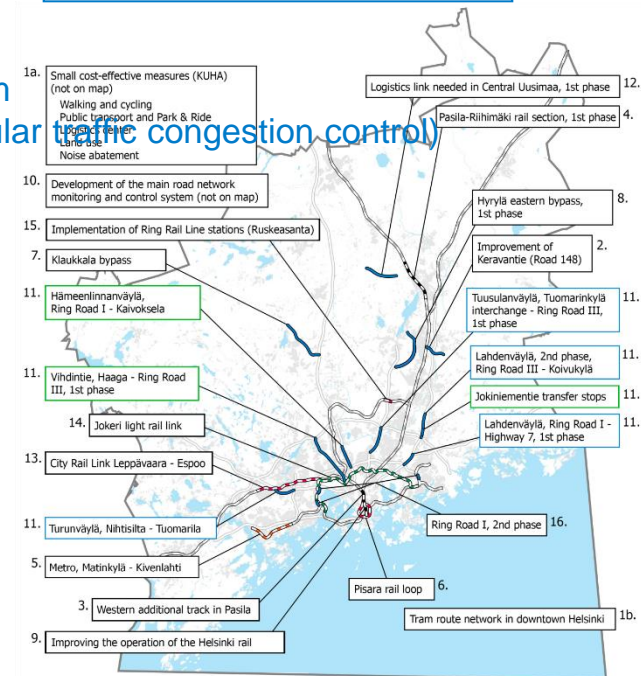 1a. Small cost-effective measures (KUHA)
(not on map)
Walking and cycling
Public transport and Park & Ride
Logistics center
Land use
Noise abatement
ular traffic congestion control)
10. Development of the main road network
monitoring and control system (not on map)
15. Implementation of Ring Rail Line stations (Ruskeasanta)
7. Klaukkala bypass
11. Hämeenlinnanväylä,
Ring Road I - Kaivoksela
11. Vihdintie, Haaga - Ring Road
III, 1st phase
14. Jokeri light rail link
13. City Rail Link Leppävaara - Espoo
11. Turunväylä, Nihtisilta - Tuomarila
5. Metro, Matinkylä - Kivenlahti
3. Western additional track in Pasila
9. Improving the operation of the Helsinki rail
Logistics link needed in Central Uusimaa, 1st phase 12.
Pasila-Riihimäki rail section, 1st phase 4.
Hyrylä eastern bypass,
1st phase 8.
Improvement of
Keravantie (Road 148) 2.
Tuusulanväylä, Tuomarinkylä
interchange - Ring Road III,
1st phase 11.
Lahdenväylä, 2nd phase,
Ring Road III - Koivukylä 11.
Jokiniementie transfer stops 11.
Lahdenväylä, Ring Road I -
Highway 7, 1st phase 11.
Ring Road I, 2nd phase 16.
Pisara rail loop 6.
Tram route network in downtown Helsinki 1b.